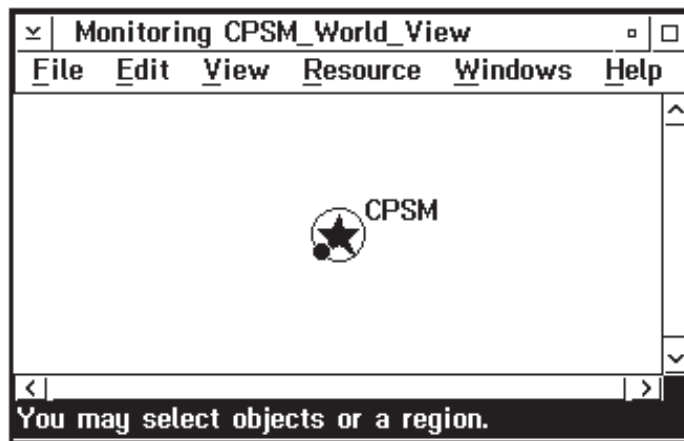 Monitoring CPSM_World_View
File Edit View Resource Windows Help
CPSM
You may select objects or a region.